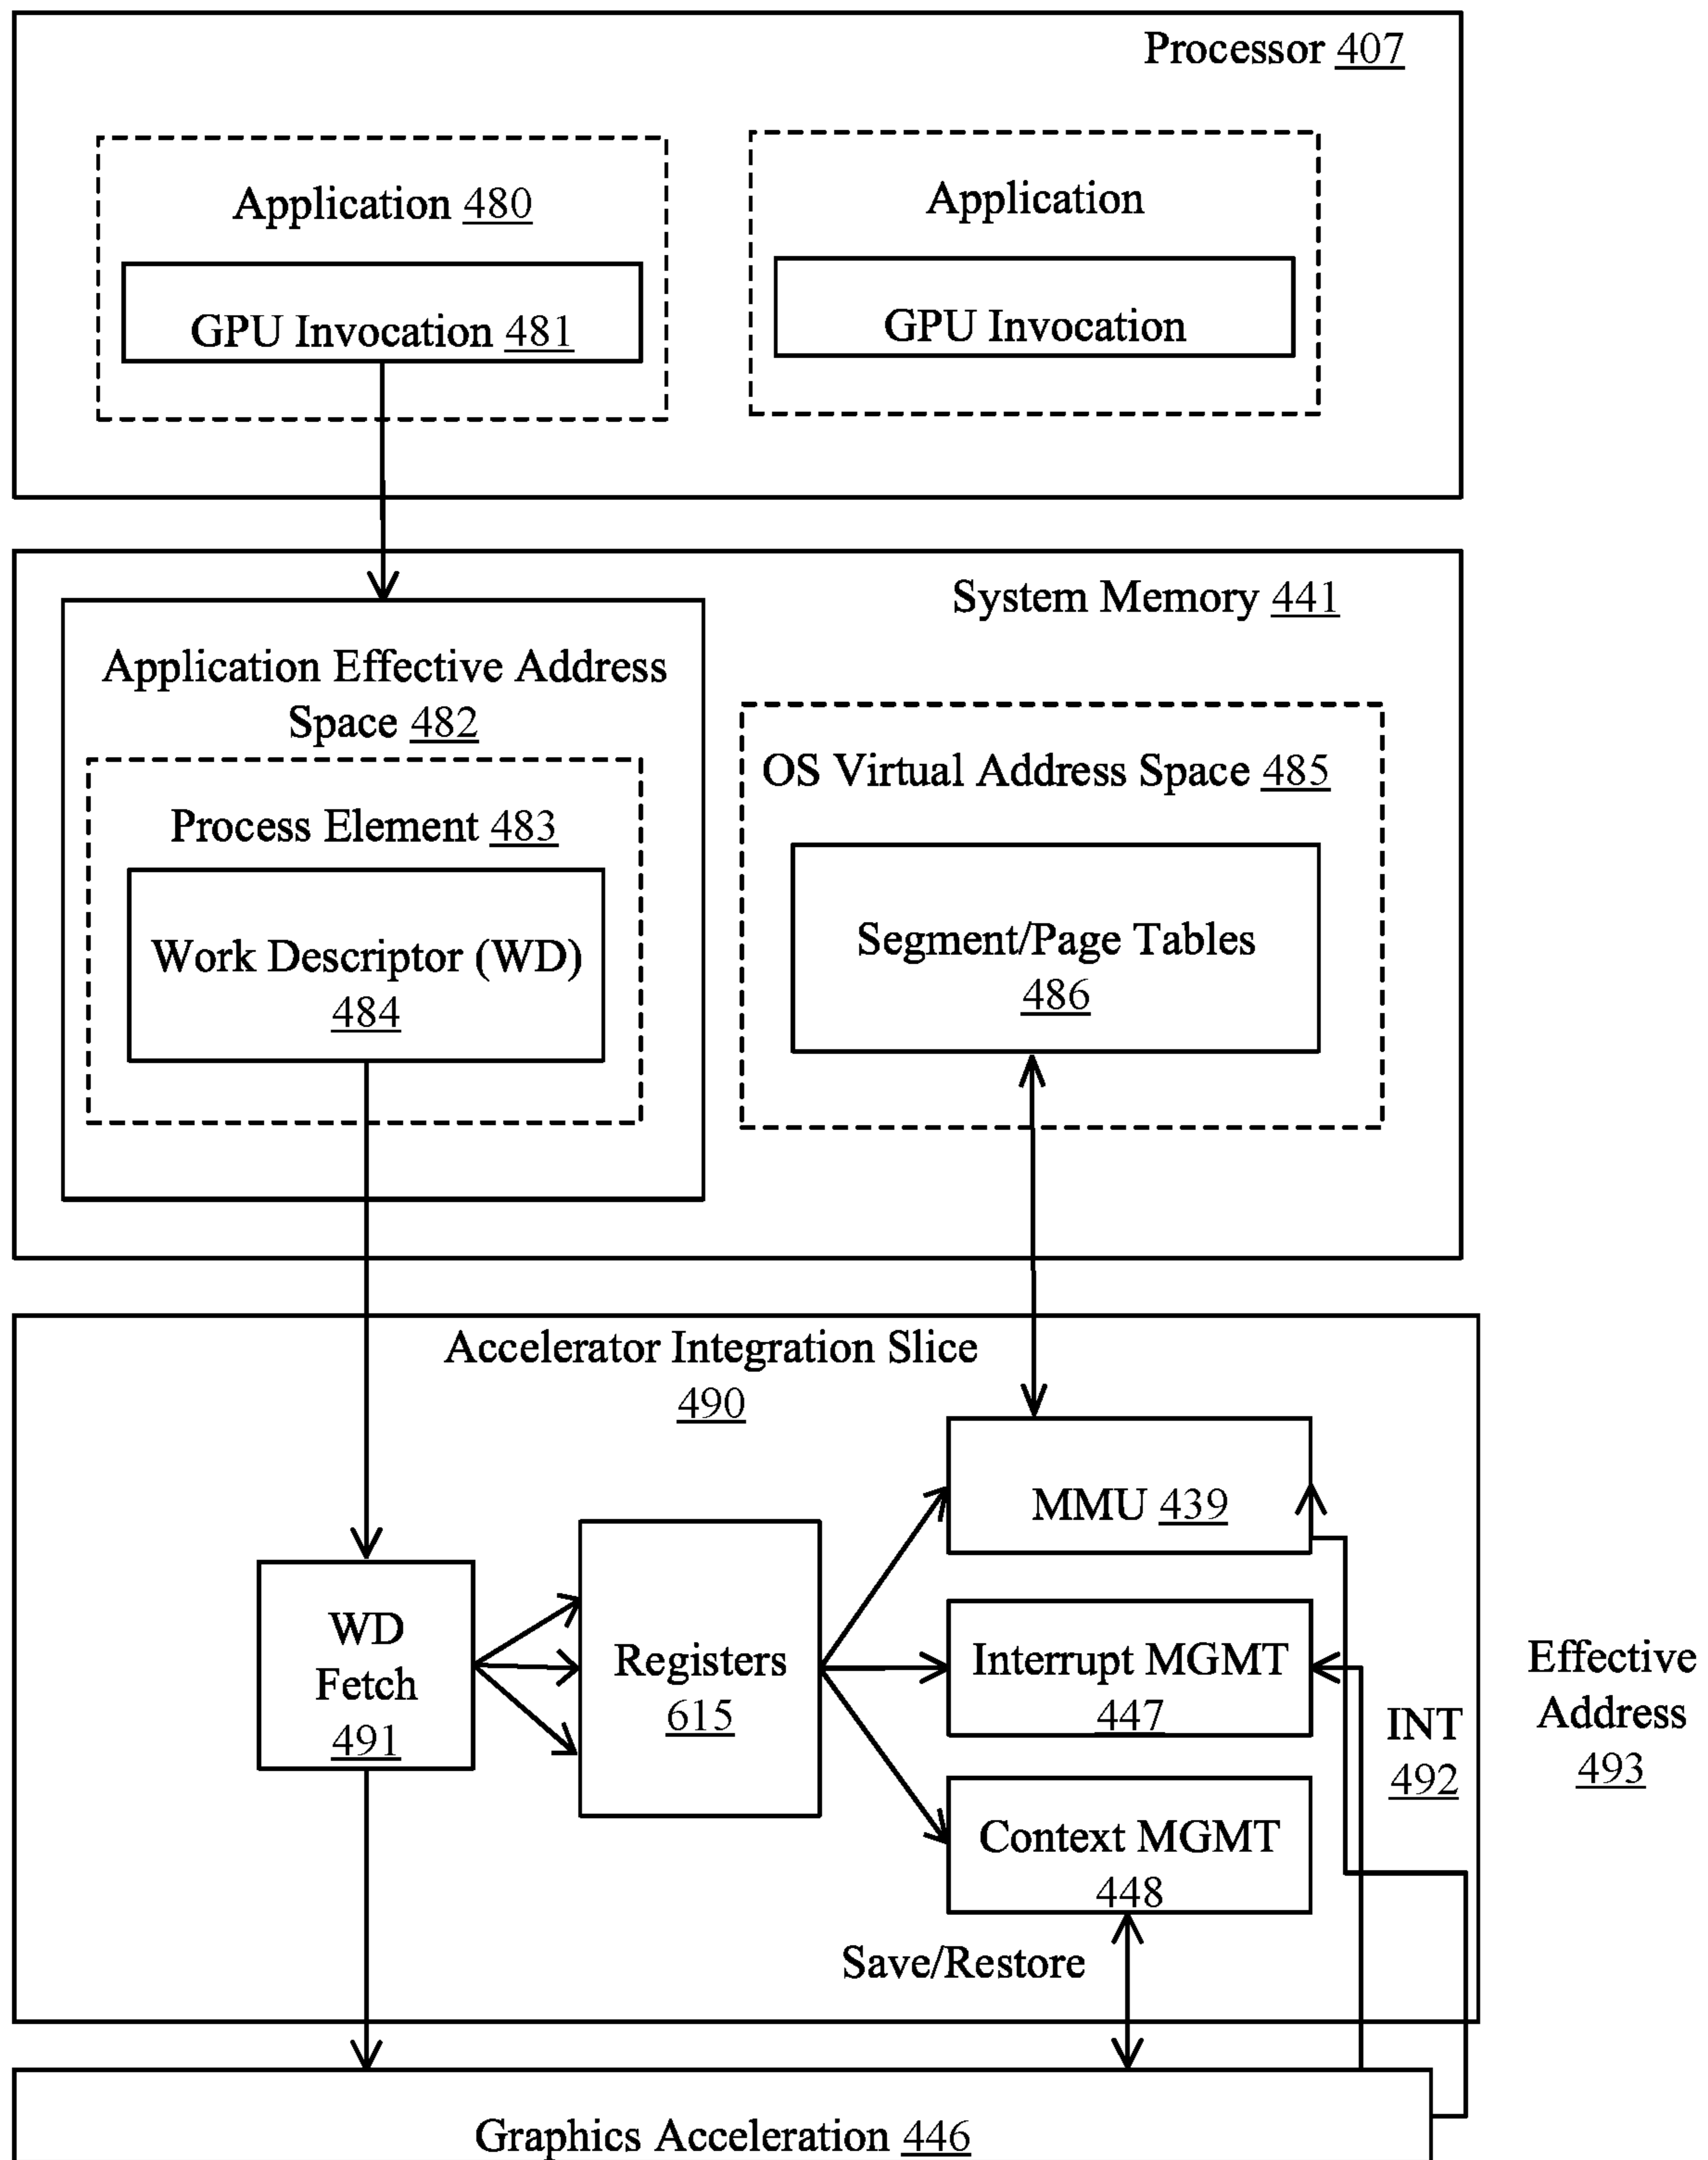 Processor 407
Application 480
GPU Invocation 481
Application
GPU Invocation
System Memory 441
Application Effective Address
Space 482
Process Element 483
Work Descriptor (WD)
484
OS Virtual Address Space 485
Segment/Page Tables
486
Accelerator Integration Slice
490
WD
Fetch
491
Registers
615
MMU 439
Interrupt MGMT
447
Context MGMT
448
INT
492
Effective
Address
493
Save/Restore
Graphics Acceleration 446